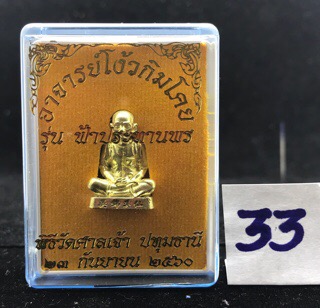 อาจารย์โง้วกิมโคย
รุ่น ฟ้าประทานพร
พิธีวัดศาลเจ้า ปทุมธานี
๒๓ กันยายน ๒๕๖๐
33